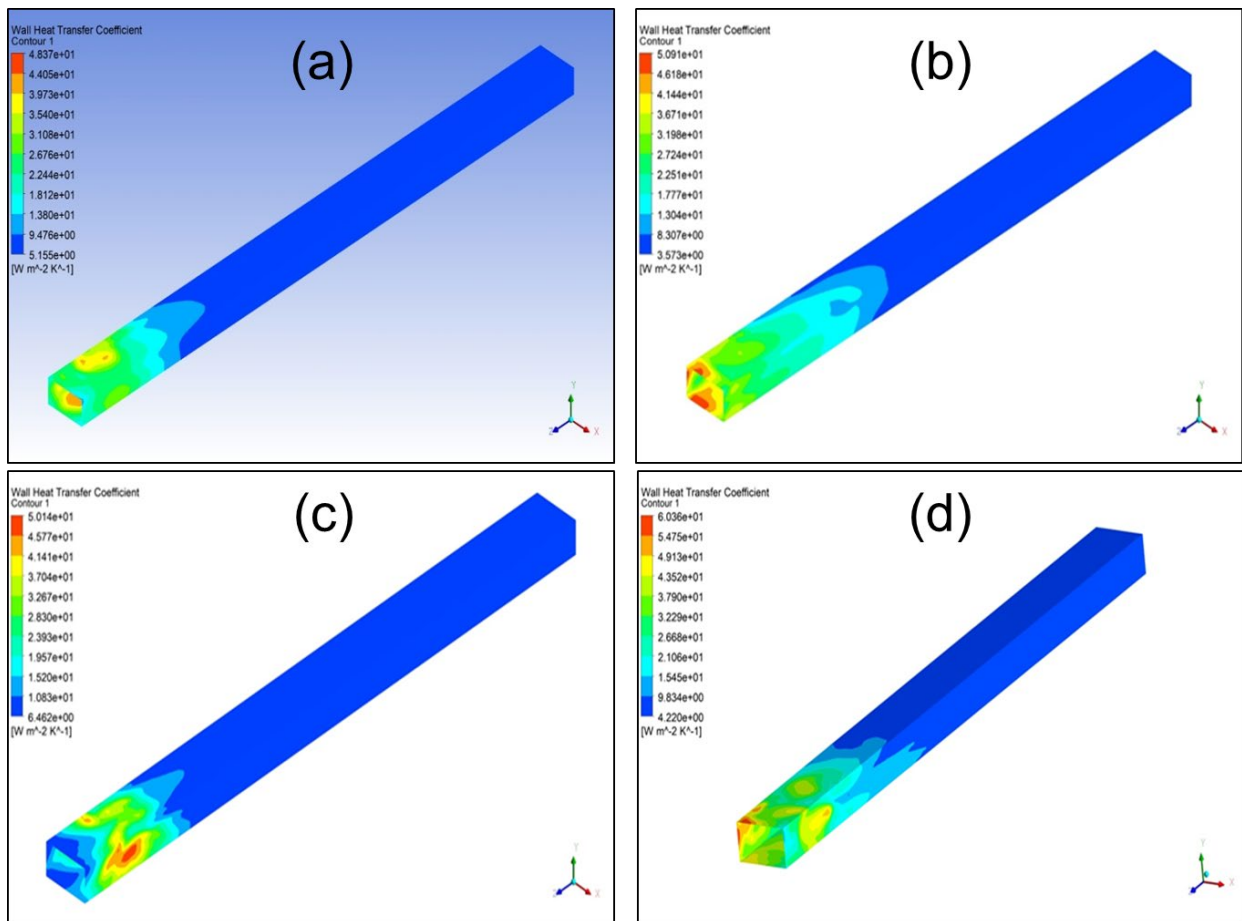 Wall Heat Transfer Coefficient
Contour 1
(a)
4.837e+01
4.405e+01
3.973e+01
3.540e+01
3.108e+01
2.676e+01
2.244e+01
1.812e+01
1.380e+01
9.476e+00
5.155e+00
[W m^-2 K^-1]
Y
Z
X
Wall Heat Transfer Coefficient
Contour 1
(b)
5.091e+01
4.618e+01
4.144e+01
3.671e+01
3.198e+01
2.724e+01
2.251e+01
1.777e+01
1.304e+01
8.307e+00
3.573e+00
[W m^-2 K^-1]
Y
Z
X
Wall Heat Transfer Coefficient
Contour 1
(c)
5.014e+01
4.577e+01
4.141e+01
3.704e+01
3.267e+01
2.830e+01
2.393e+01
1.957e+01
1.520e+01
1.083e+01
6.462e+00
[W m^-2 K^-1]
Y
Z
X
Wall Heat Transfer Coefficient
Contour 1
(d)
6.036e+01
5.475e+01
4.913e+01
4.352e+01
3.790e+01
3.229e+01
2.668e+01
2.106e+01
1.545e+01
9.834e+00
4.220e+00
[W m^-2 K^-1]
Y
Z
X